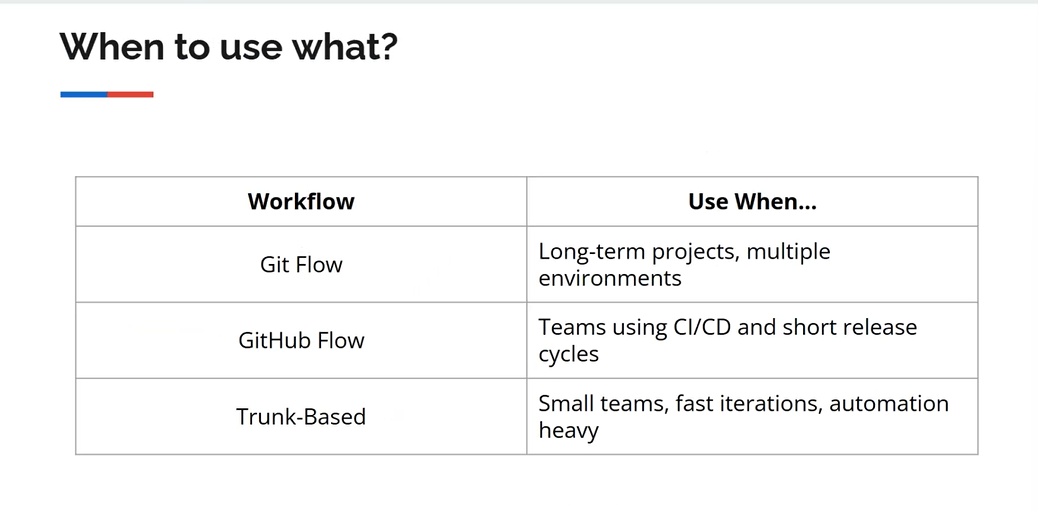 When to use what?
Workflow
Use When...
Git Flow
Long-term projects, multiple
environments
GitHub Flow
Teams using CI/CD and short release
cycles
Trunk-Based
Small teams, fast iterations, automation
heavy